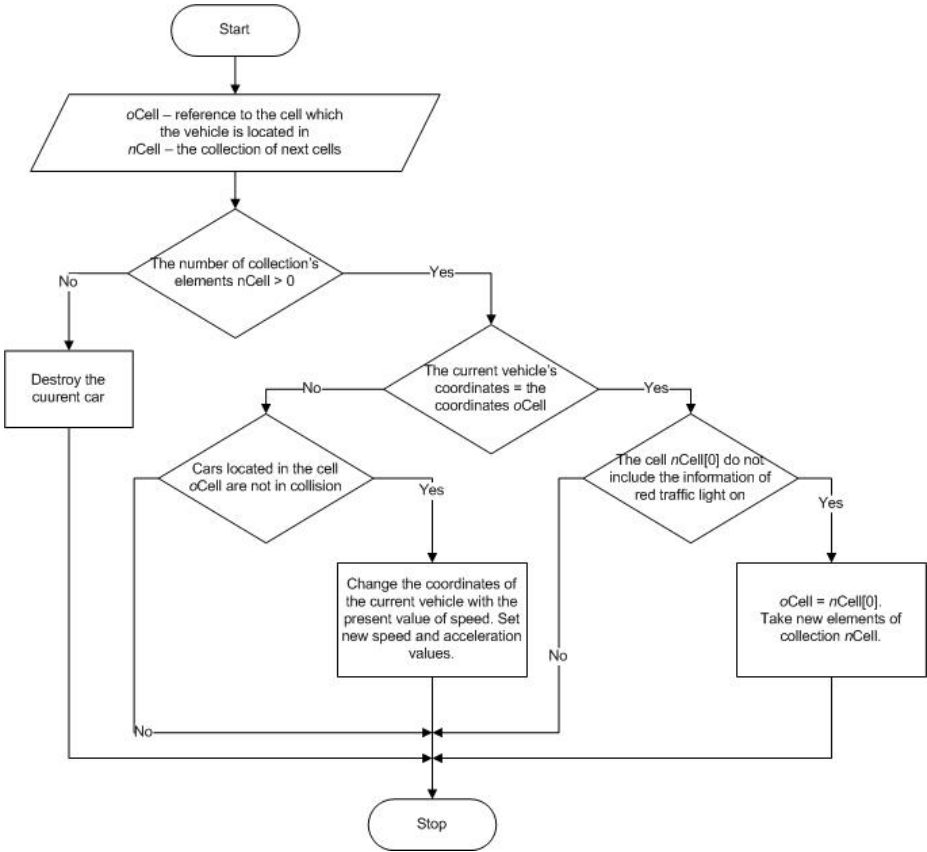 Start
oCell – reference to the cell which
the vehicle is located in
nCell – the collection of next cells
The number of collection's
elements nCell > 0
No
Yes
Destroy the
cuurent car
The current vehicle's
coordinates = the
coordinates oCell
No
Yes
Cars located in the cell
oCell are not in collision
Yes
The cell nCell[0] do not
include the information of
red traffic light on
Yes
Change the coordinates of
the current vehicle with the
present value of speed. Set
new speed and acceleration
values.
oCell = nCell[0].
Take new elements of
collection nCell.
No
No
Stop